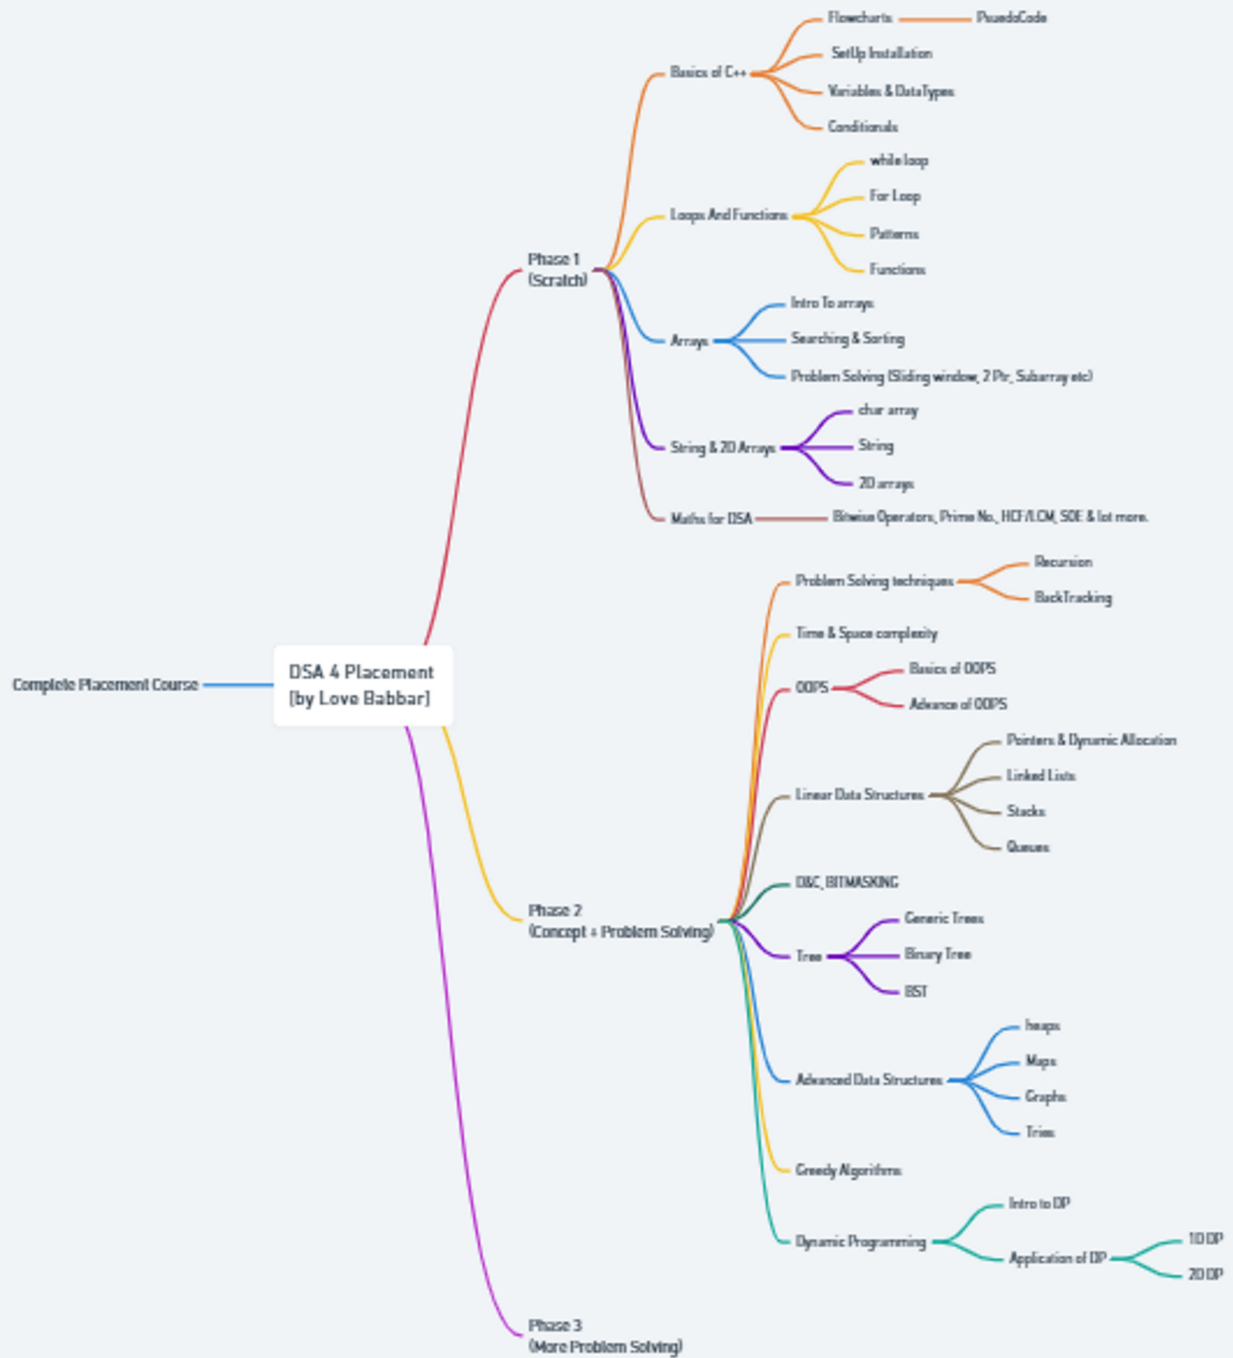 Flowcharts
PsuedoCode
SetUp Installation
Basics of C++
Variables & DataTypes
Conditionals
while loop
For Loop
Loops And Functions
Patterns
Functions
Phase 1
(Scratch)
Intro To arrays
Arrays
Searching & Sorting
Problem Solving (Sliding window, 2 Ptr, Subarray etc)
char array
String & 2D Arrays
String
2D arrays
Maths for DSA
Bitwise Operators, Prime No., HCF/LCM, SOE & lot more.
Recursion
Problem Solving techniques
BackTracking
Time & Space complexity
Basics of OOPS
OOPS
Advance of OOPS
Complete Placement Course
DSA 4 Placement
[by Love Babbar]
Pointers & Dynamic Allocation
Linked Lists
Linear Data Structures
Stacks
Queues
D&C, BITMASKING
Phase 2
(Concept + Problem Solving)
Generic Trees
Tree
Binary Tree
BST
heaps
Maps
Advanced Data Structures
Graphs
Tries
Greedy Algorithms
Intro to DP
Dynamic Programming
Application of DP
1D DP
2D DP
Phase 3
(More Problem Solving)